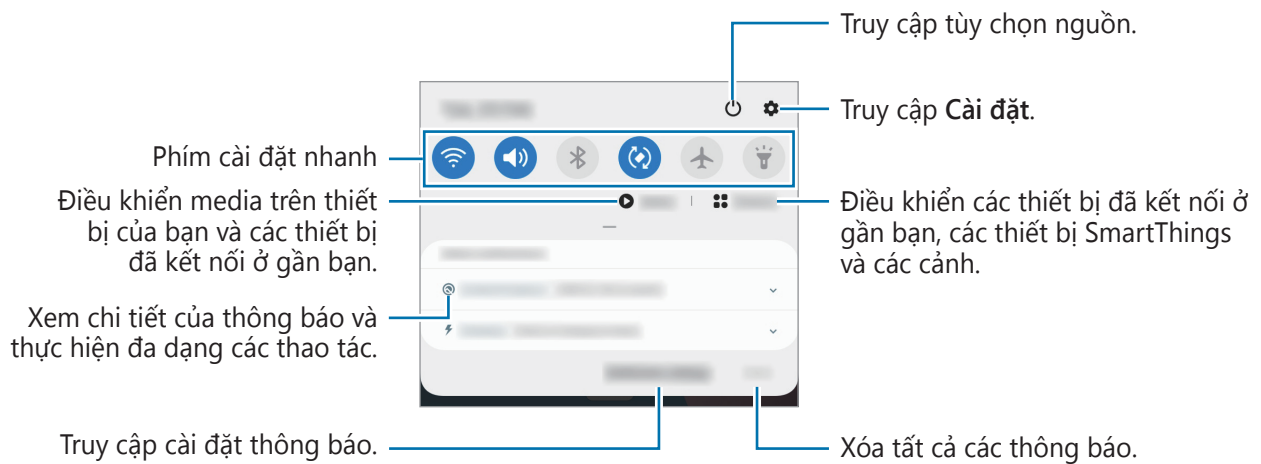 Truy cập tùy chọn nguồn.
Truy cập Cài đặt.
Phím cài đặt nhanh
Điều khiển media trên thiết
bị của bạn và các thiết bị
đã kết nối ở gần bạn.
Điều khiển các thiết bị đã kết nối ở
gần bạn, các thiết bị SmartThings
và các cảnh.
Xem chi tiết của thông báo và
thực hiện đa dạng các thao tác.
Truy cập cài đặt thông báo.
Xóa tất cả các thông báo.